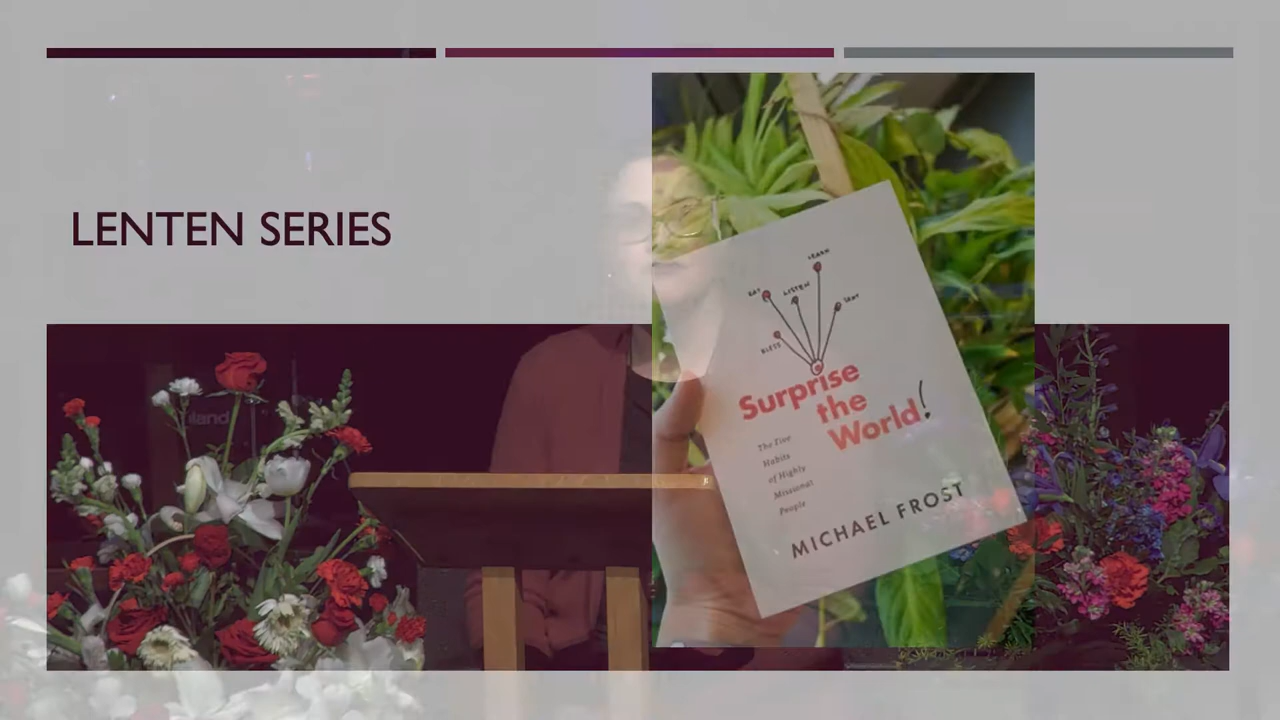 LENTEN SERIES
LEARN
EAT
LISTEN
SENT
BLESS
Surprise
the
World!
The Five
Habits
of Highly
Missional
People
MICHAEL FROST
iland